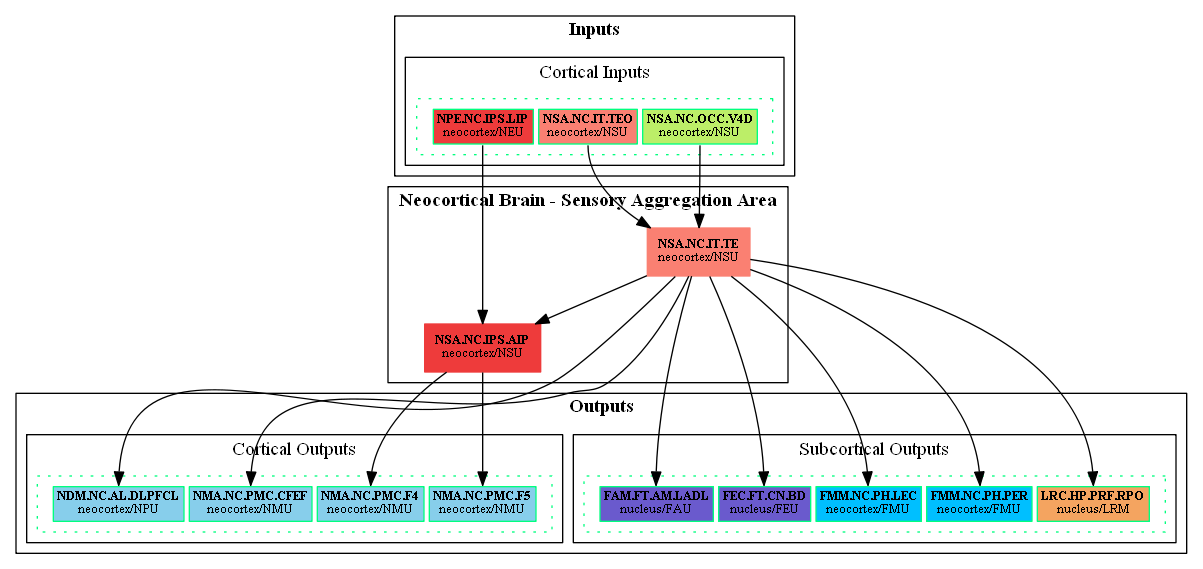 Inputs
Cortical Inputs
NPE.NC.IPS.LIP
neocortex/NEU
NSA.NC.IT.TEO
neocortex/NSU
NSA.NC.OCC.V4D
neocortex/NSU
Neocortical Brain - Sensory Aggregation Area
NSA.NC.IT.TE
neocortex/NSU
NSA.NC.IPS.AIP
neocortex/NSU
Outputs
Cortical Outputs
NDM.NC.AL.DLPFCL
neocortex/NPU
NMA.NC.PMC.CFEF
neocortex/NMU
NMA.NC.PMC.F4
neocortex/NMU
NMA.NC.PMC.F5
neocortex/NMU
Subcortical Outputs
FAM.FT.AM.LADL
nucleus/FAU
FEC.FT.CN.BD
nucleus/FEU
FMM.NC.PH.LEC
neocortex/FMU
FMM.NC.PH.PER
neocortex/FMU
LRC.HP.PRF.RPO
nucleus/LRM